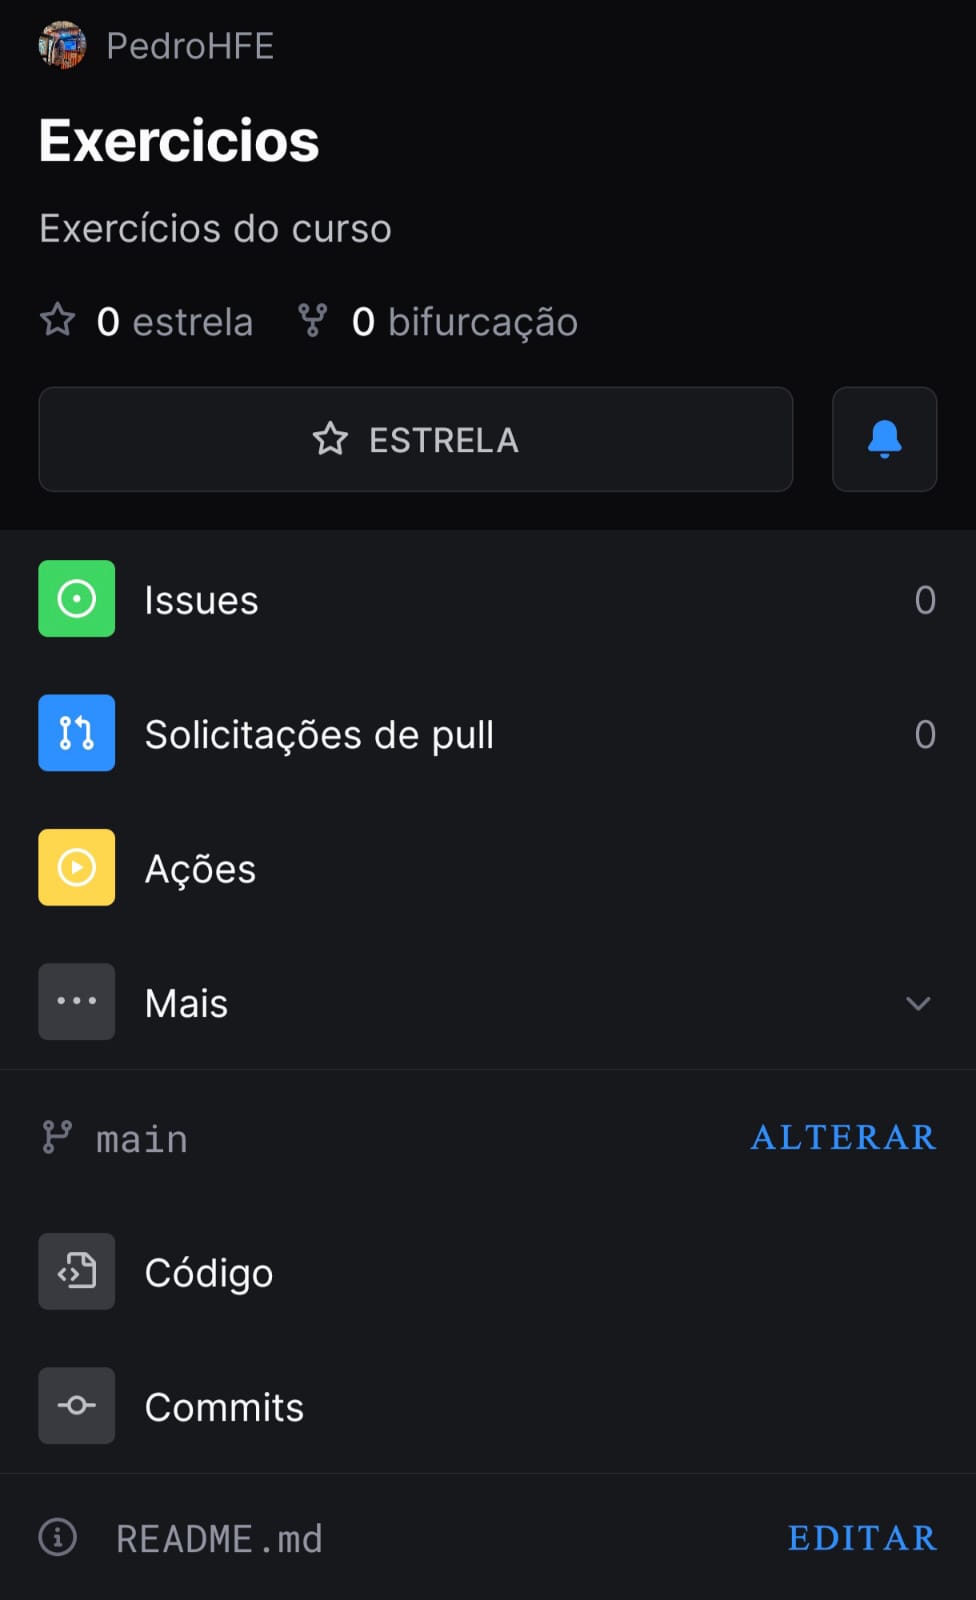 PedroHFE
Exercicios
Exercícios do curso
0 estrela 0 bifurcação
ESTRELA
Issues 0
Solicitações de pull 0
Ações
Mais
main ALTERAR
Código
Commits
README.md EDITAR